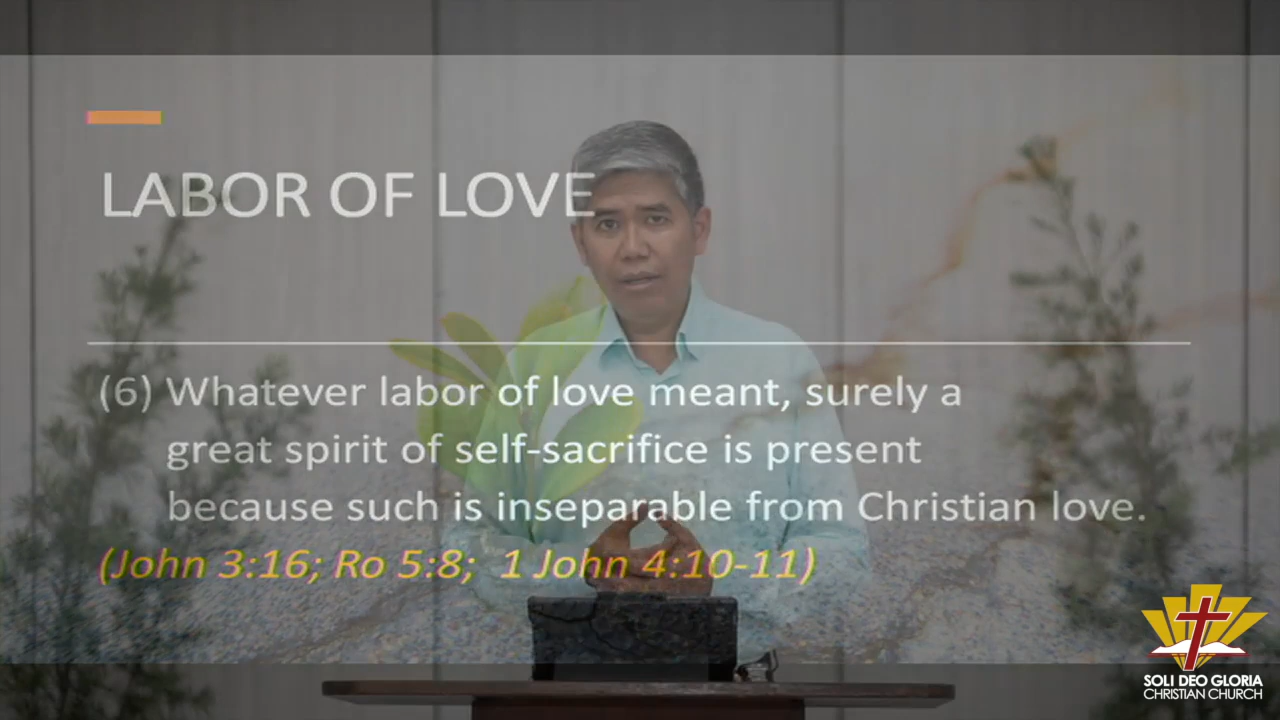 LABOR OF LOVE
(6) Whatever labor of love meant, surely a
great spirit of self-sacrifice is present
because such is inseparable from Christian love.
(John 3:16; Ro 5:8; 1 John 4:10-11)
SOLI DEO GLORIA
CHRISTIAN CHURCH